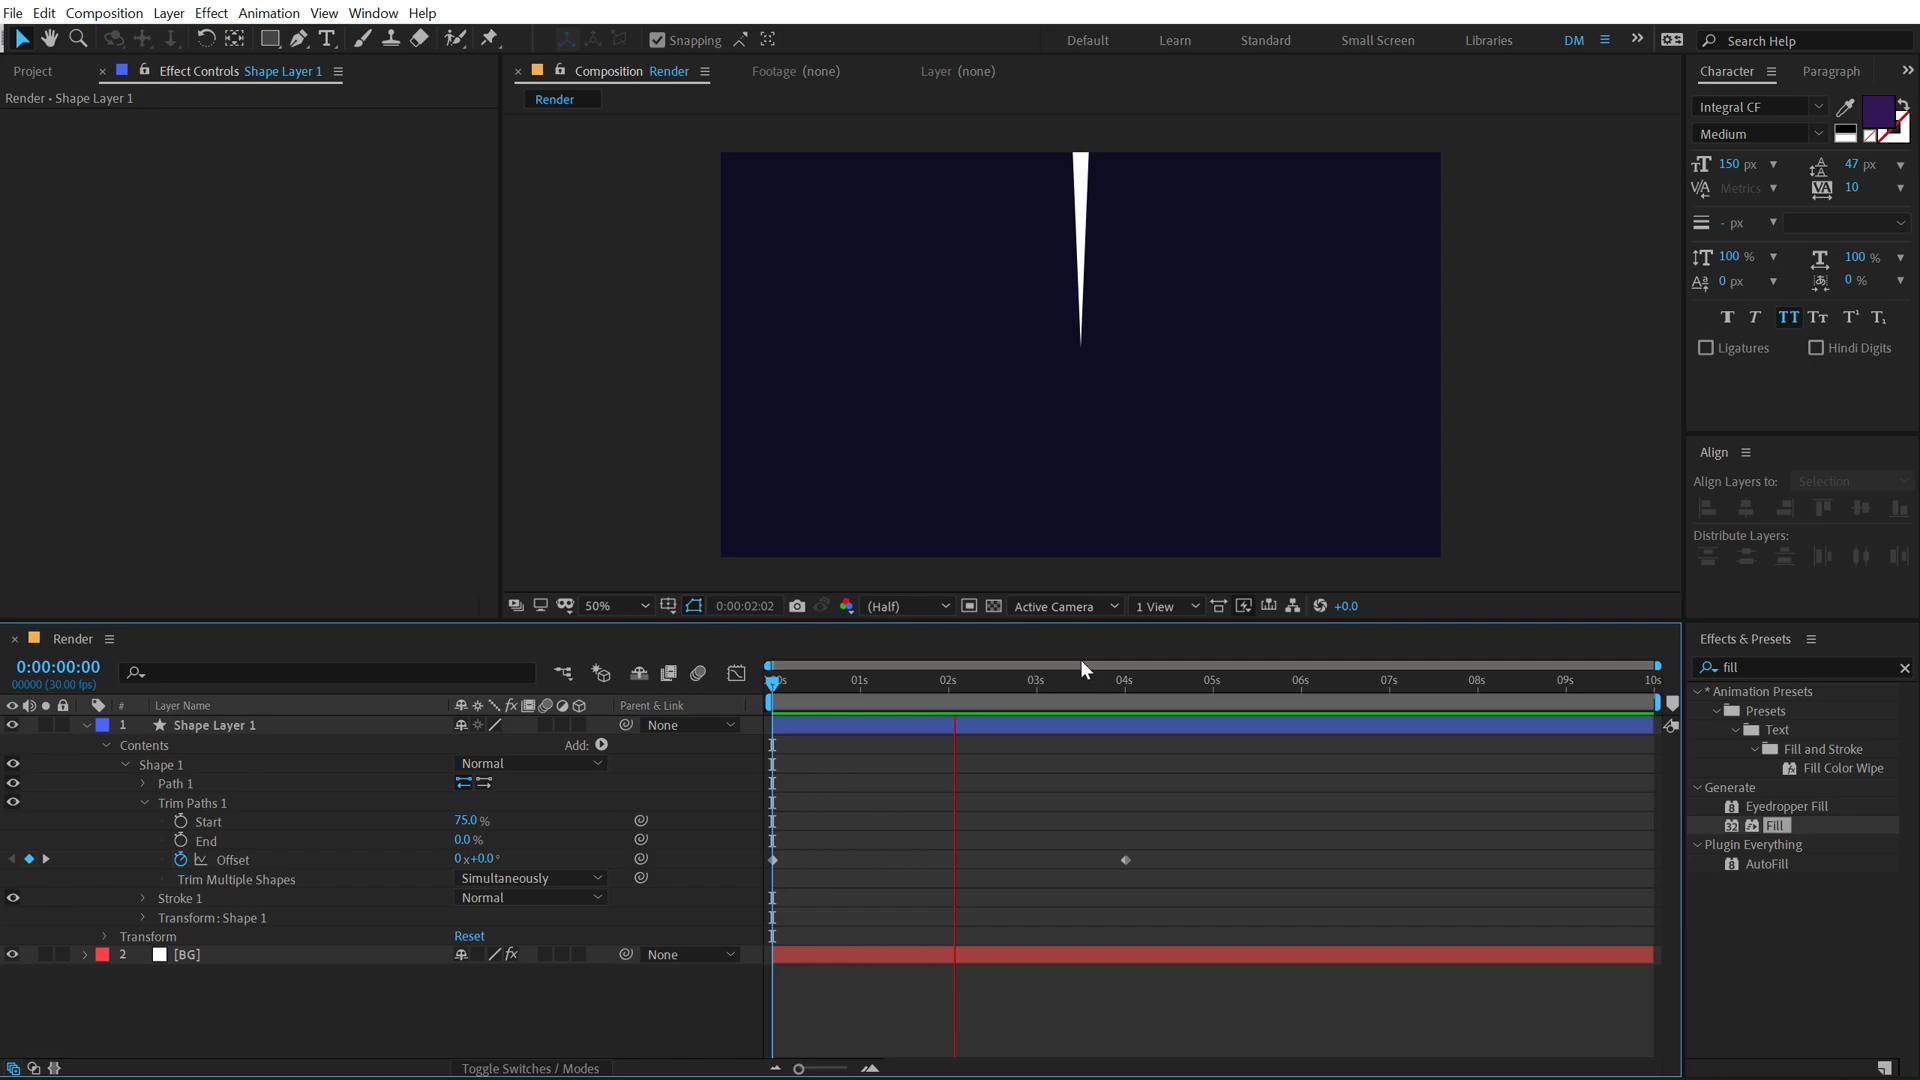 File Edit Composition Layer Effect Animation View Window Help
Snapping Default Learn Standard Small Screen Libraries DM Search Help
Project Effect Controls Shape Layer 1 Composition Render Footage (none) Layer (none) Character Paragraph
Render • Shape Layer 1 Render
Integral CF
Medium
150 px 47 px
Metrics 10
- px
100 % 100 %
0 px 0 %
Ligatures Hindi Digits
Align
Align Layers to: Selection
Distribute Layers:
50% 0:00:02:02 (Half) Active Camera 1 View +0.0
Render
Effects & Presets
0:00:00:00
00000 (30.00 fps)
fill
01s 02s 03s 04s 05s 06s 07s 08s 09s 10s
# Layer Name Parent & Link
1 Shape Layer 1 None
Contents Add:
Shape 1 Normal
Path 1
Trim Paths 1
Start 75.0 %
End 0.0 %
Offset 0 x+0.0 °
Trim Multiple Shapes Simultaneously
Stroke 1 Normal
Transform : Shape 1
Transform Reset
2 [BG] None
Toggle Switches / Modes
* Animation Presets
Presets
Text
Fill and Stroke
Fill Color Wipe
Generate
Eyedropper Fill
32 Fill
Plugin Everything
AutoFill